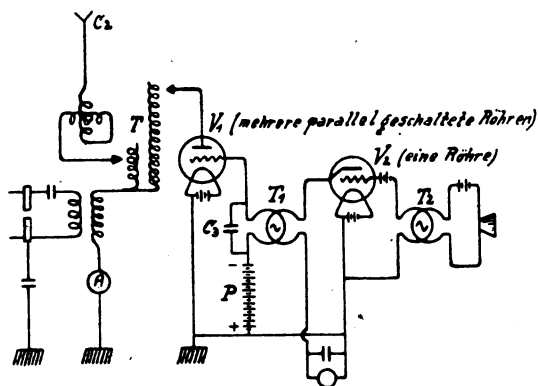 C₂
T
V₁ (mehrere parallel geschaltete Röhren)
V₂ (eine Röhre)
T₁
T₂
C₃
A
P
-
+